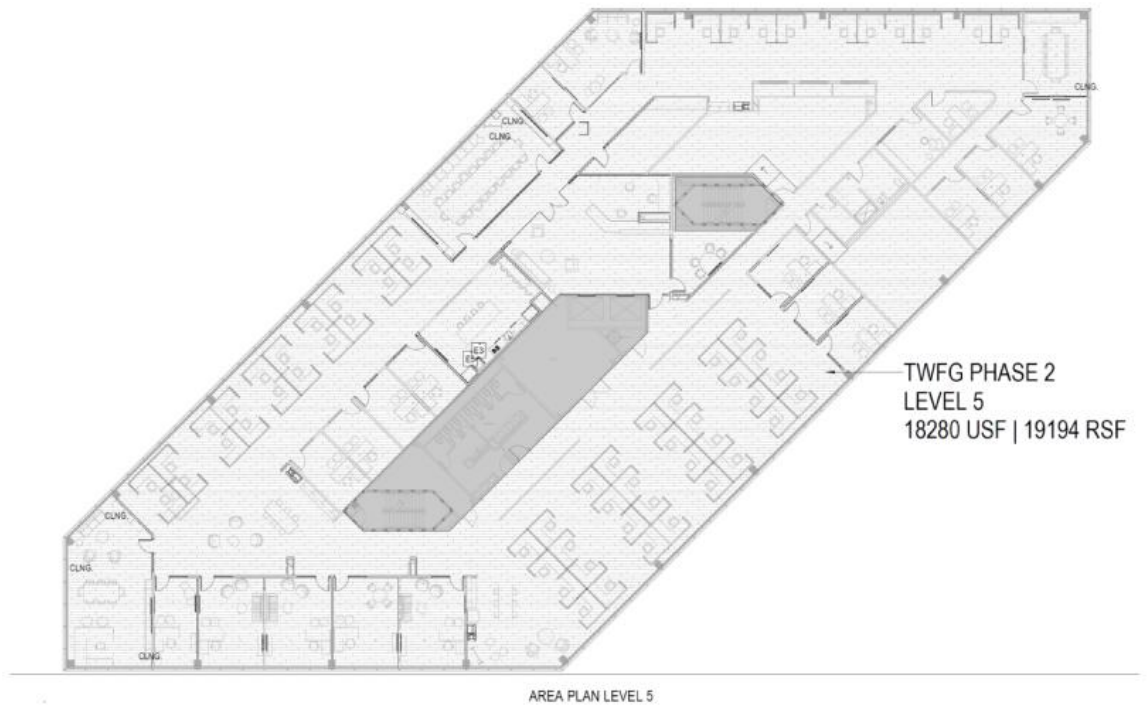 CLNG.
CLNG.
CLNG.
E3
CLNG.
CLNG.
CLNG.
TWFG PHASE 2
LEVEL 5
18280 USF | 19194 RSF
AREA PLAN LEVEL 5